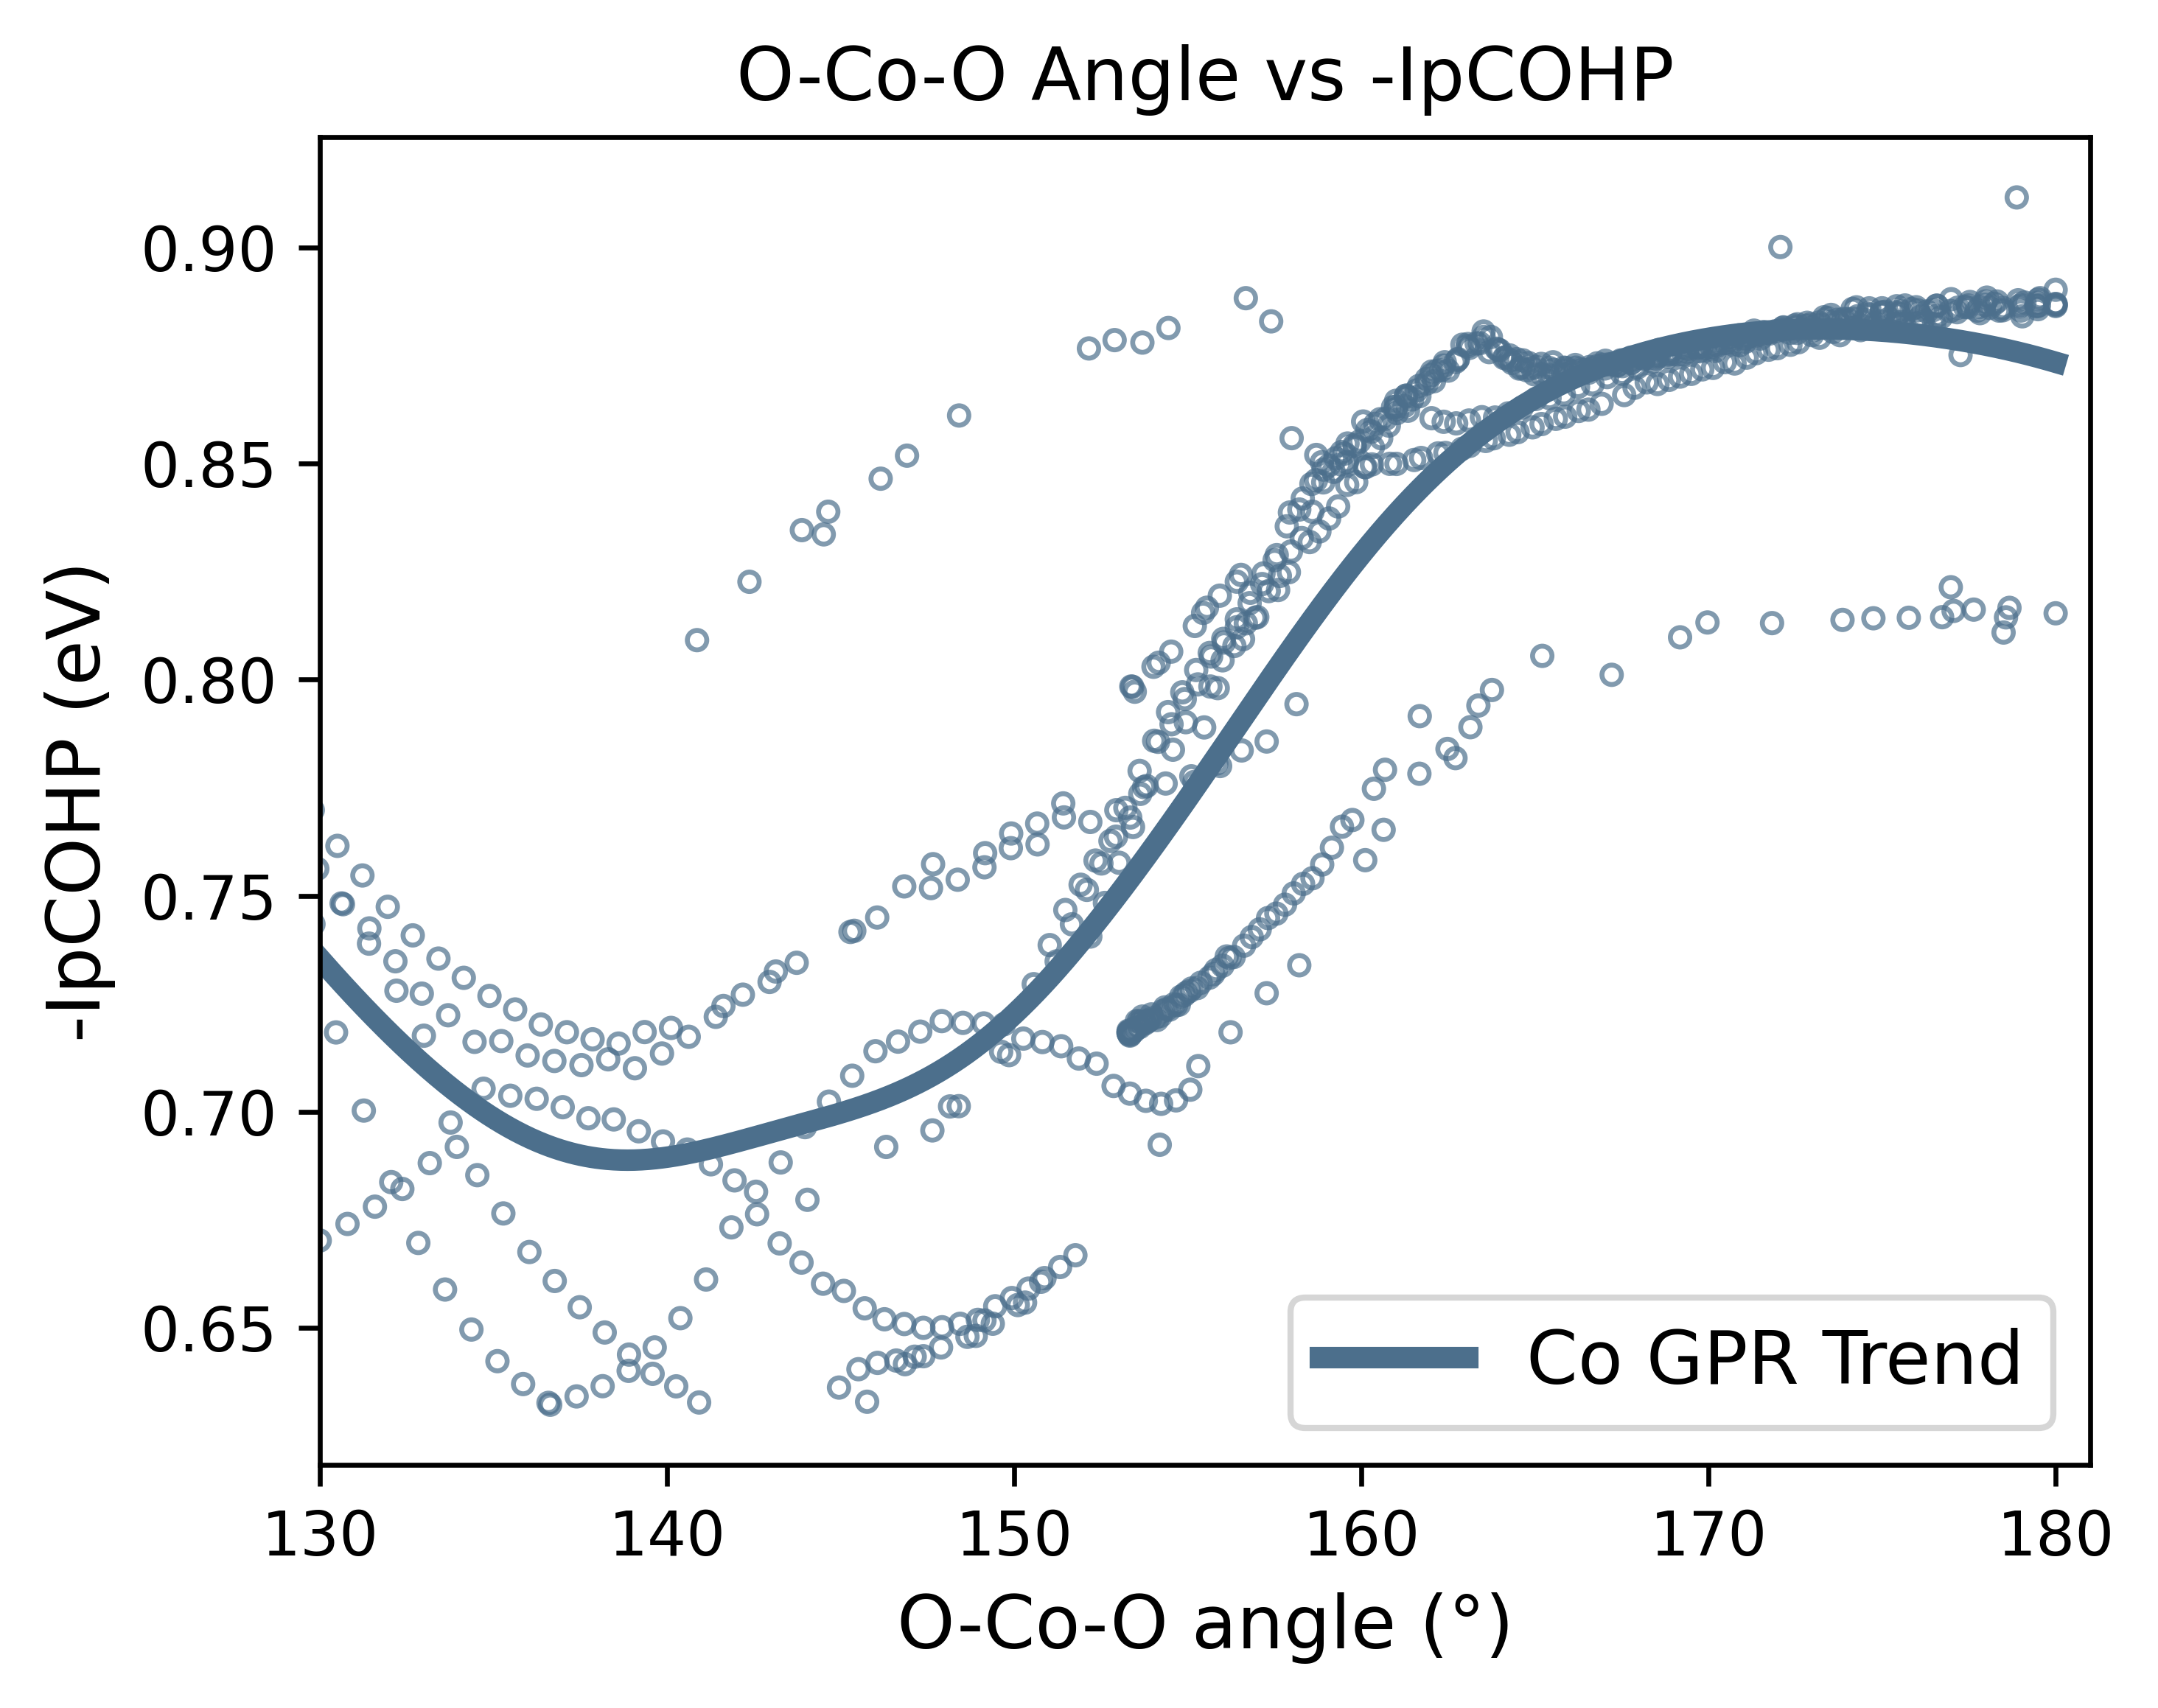 O-Co-O Angle vs -IpCOHP
-IpCOHP (eV)
0.90
0.85
0.80
0.75
0.70
0.65
Co GPR Trend
130 140 150 160 170 180
O-Co-O angle (°)